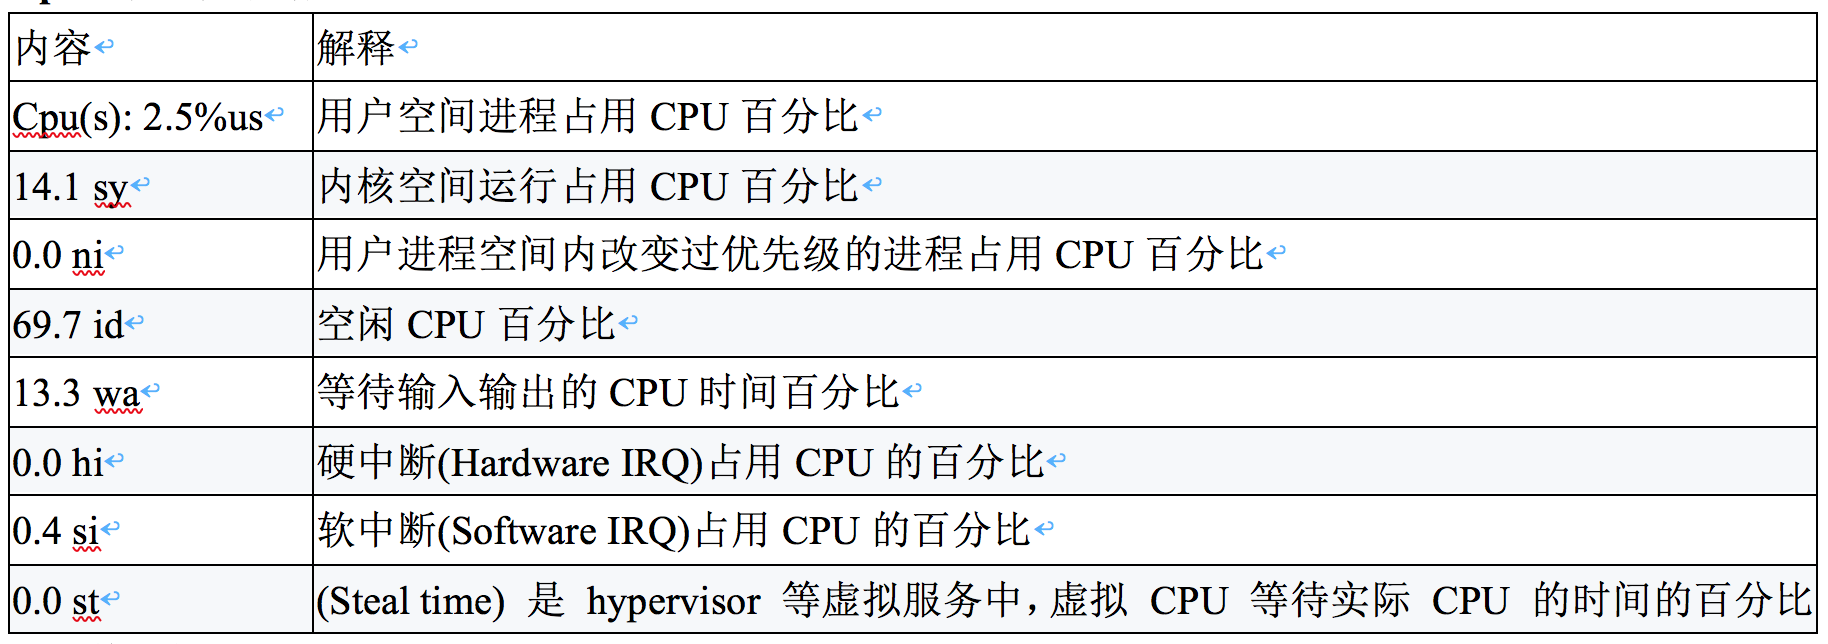 内容 解释
Cpu(s): 2.5%us 用户空间进程占用 CPU 百分比
14.1 sy 内核空间运行占用 CPU 百分比
0.0 ni 用户进程空间内改变过优先级的进程占用 CPU 百分比
69.7 id 空闲 CPU 百分比
13.3 wa 等待输入输出的 CPU 时间百分比
0.0 hi 硬中断(Hardware IRQ)占用 CPU 的百分比
0.4 si 软中断(Software IRQ)占用 CPU 的百分比
0.0 st (Steal time) 是 hypervisor 等虚拟服务中,虚拟 CPU 等待实际 CPU 的时间的百分比